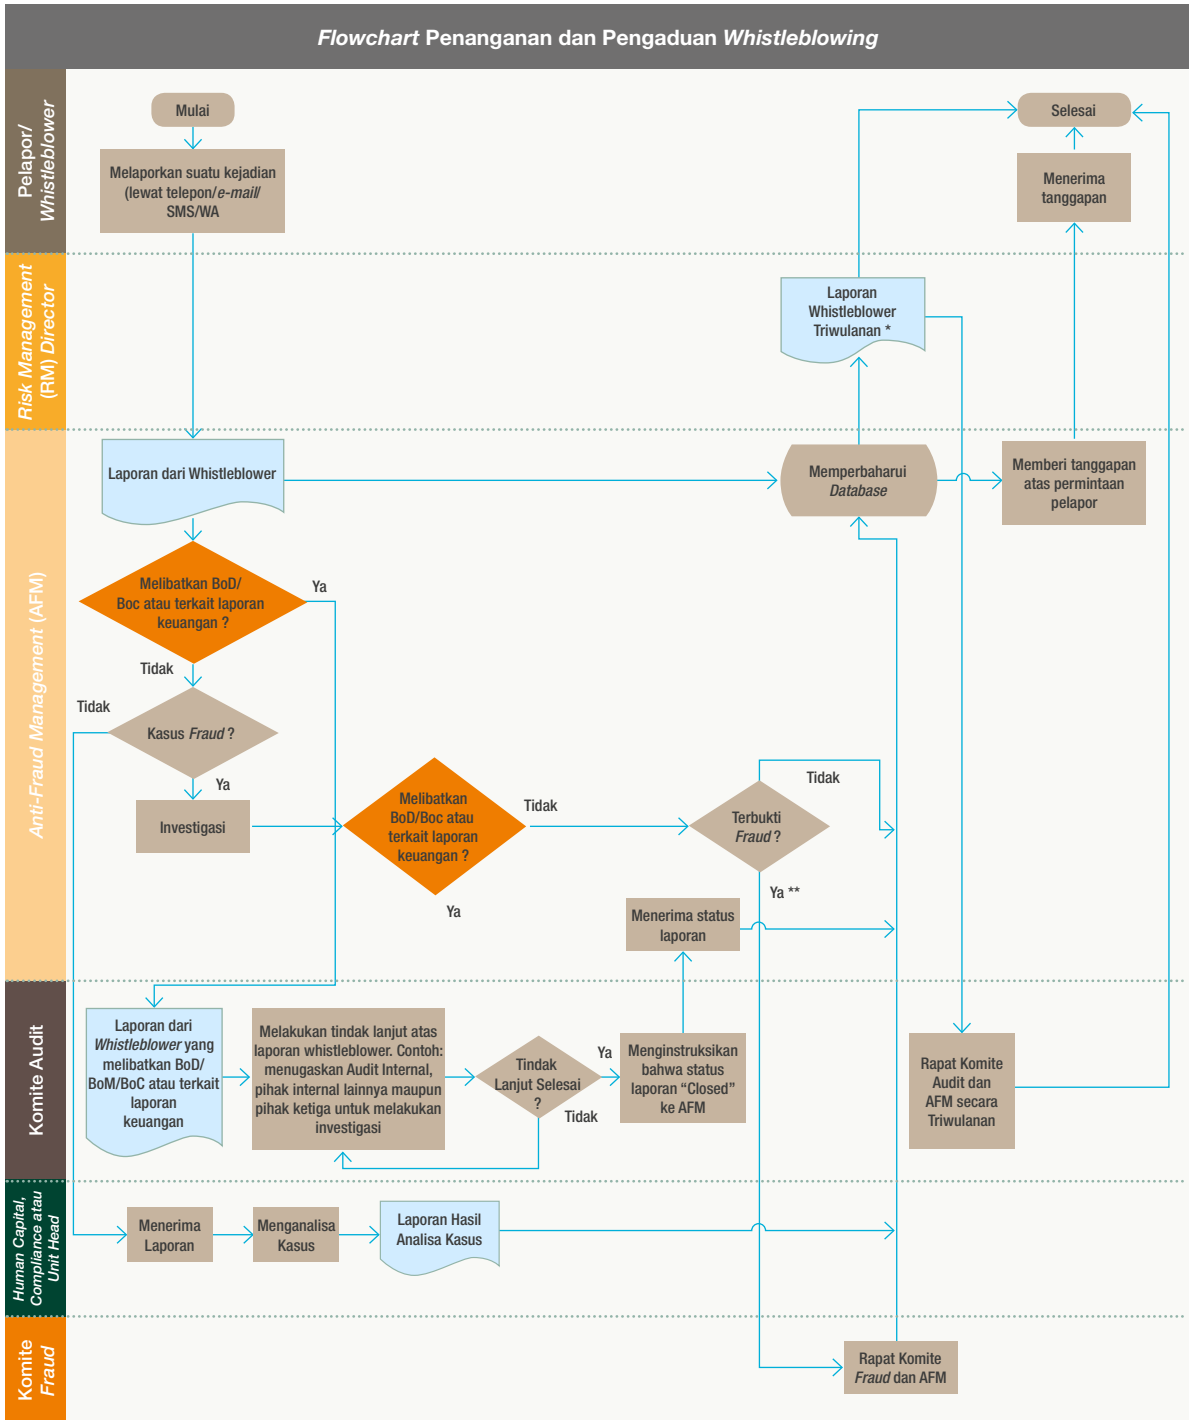 Flowchart Penanganan dan Pengaduan Whistleblowing
Pelapor/
Whistleblower
Mulai
Melaporkan suatu kejadian
(lewat telepon/e-mail/
SMS/WA
Selesai
Menerima
tanggapan
Risk Management
(RM) Director
Laporan
Whistleblower
Triwulanan *
Anti-Fraud Management (AFM)
Laporan dari Whistleblower
Memperbaharui
Database
Memberi tanggapan
atas permintaan
pelapor
Melibatkan BoD/
Boc atau terkait laporan
keuangan ?
Ya
Tidak
Kasus Fraud ?
Tidak
Ya
Investigasi
Melibatkan
BoD/Boc atau
terkait laporan
keuangan ?
Tidak
Ya
Terbukti
Fraud ?
Tidak
Ya **
Menerima status
laporan
Komite Audit
Laporan dari
Whistleblower yang
melibatkan BoD/
BoM/BoC atau terkait
laporan
keuangan
Melakukan tindak lanjut atas
laporan whistleblower. Contoh:
menugaskan Audit Internal,
pihak internal lainnya maupun
pihak ketiga untuk melakukan
investigasi
Tindak
Lanjut Selesai
?
Ya
Tidak
Menginstruksikan
bahwa status
laporan “Closed”
ke AFM
Rapat Komite
Audit dan
AFM secara
Triwulanan
Human Capital,
Compliance atau
Unit Head
Menerima
Laporan
Menganalisa
Kasus
Laporan Hasil
Analisa Kasus
Komite
Fraud
Rapat Komite
Fraud dan AFM